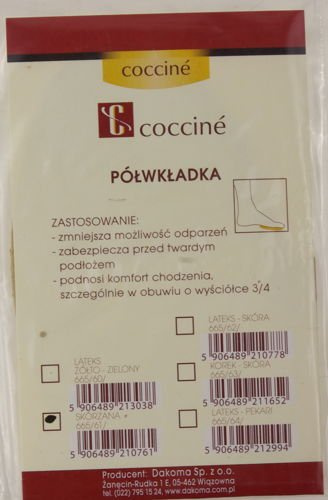 cocciné
cocciné
PÓŁWKŁADKA
ZASTOSOWANIE:
- zmniejsza możliwość odparzeń
- zabezpiecza przed twardym
podłożem
- podnosi komfort chodzenia,
szczególnie w obuwiu o wyściółce 3/4
LATEKS
ŻÓŁTO - ZIELONY
665/60/
5 906489 213038
SKÓRZANA
665/61/
5 906489 210761
LATEKS - SKÓRA
665/62/
5 906489 210778
KOREK - SKÓRA
665/63/
5 906489 211652
LATEKS - PEKARI
665/64/
5 906489 212994
Producent: Dakoma Sp. z o.o.
Zanęcin-Rudka 1 E, 05-462 Wiązowna
tel. (022) 795 15 24, www.dakoma.com.pl